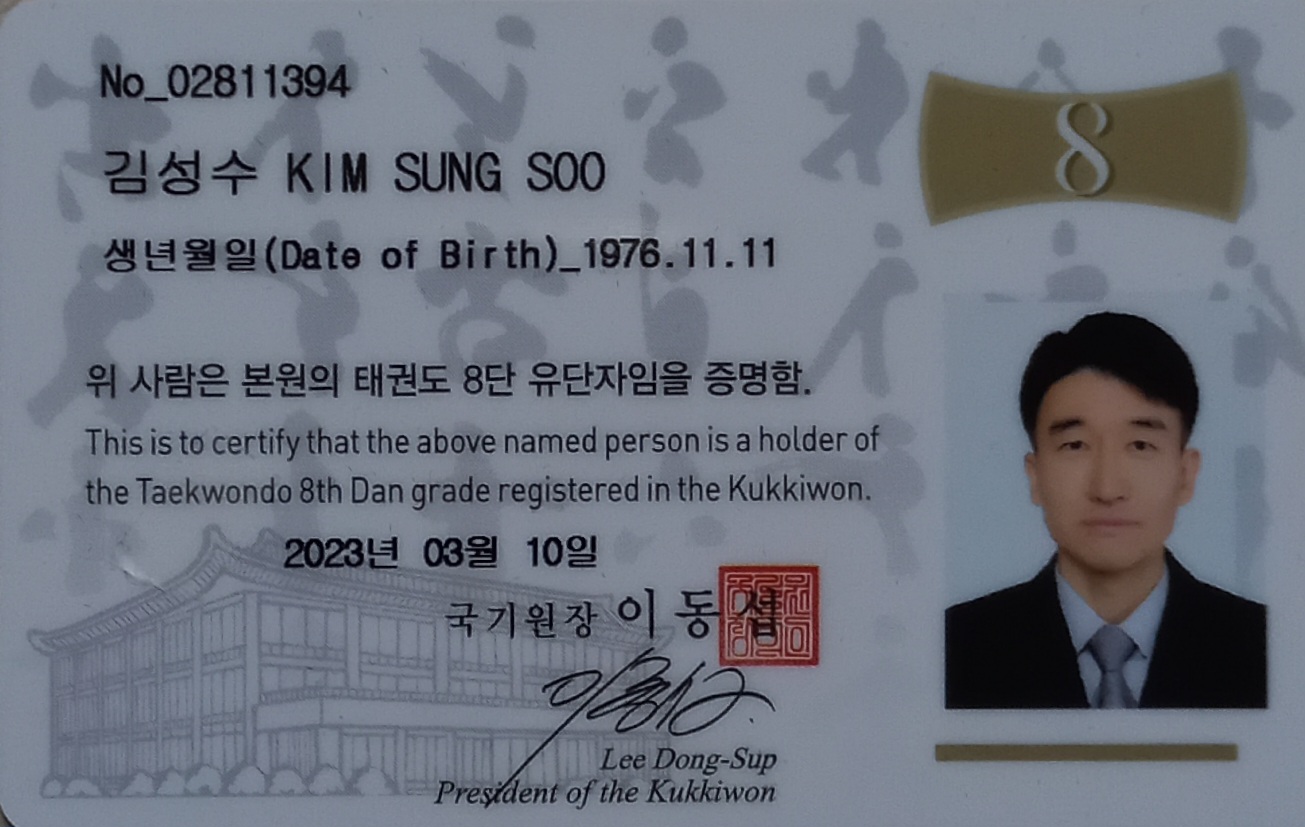 No_02811394
8
김성수 KIM SUNG SOO
생년월일(Date of Birth)_1976.11.11
위 사람은 본원의 태권도 8단 유단자임을 증명함.
This is to certify that the above named person is a holder of
the Taekwondo 8th Dan grade registered in the Kukkiwon.
2023년 03월 10일
국기원장 이동섭
Lee Dong-Sup
President of the Kukkiwon